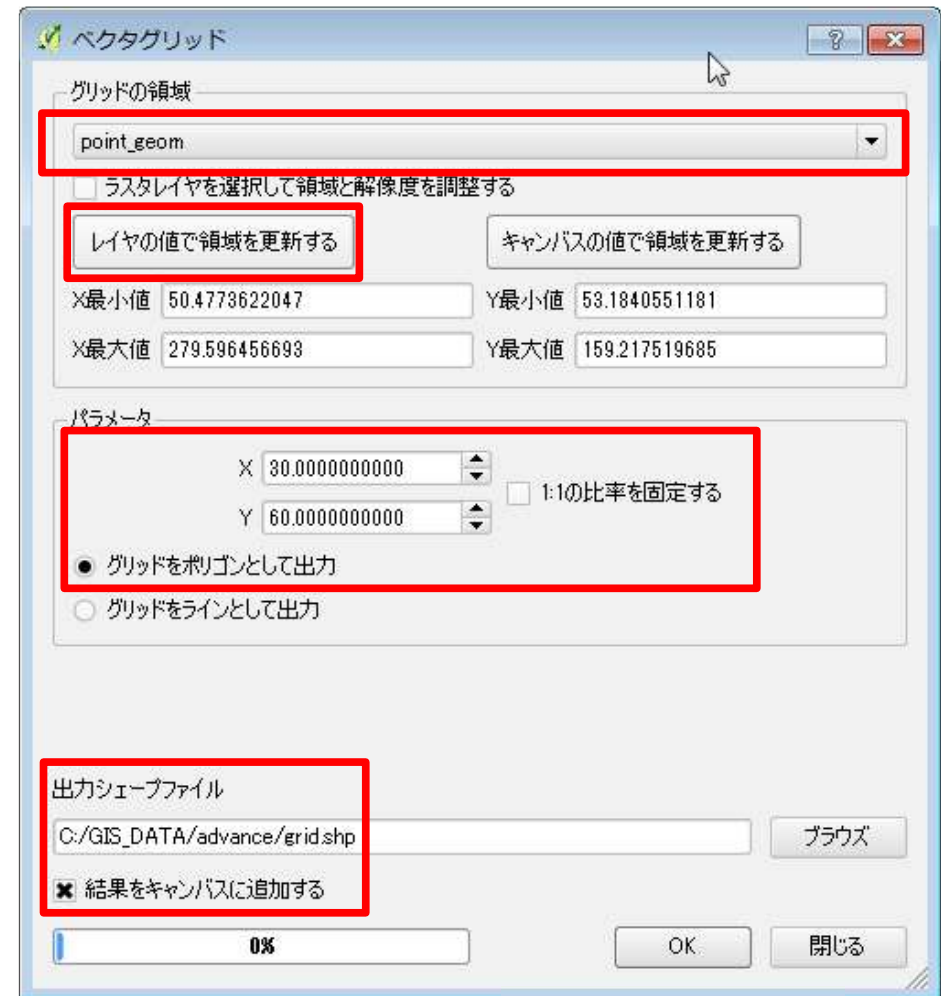 ベクタグリッド
グリッドの領域
point_geom
ラスタレイヤを選択して領域と解像度を調整する
レイヤの値で領域を更新する キャンバスの値で領域を更新する
X最小値 50.4773622047 Y最小値 53.1840551181
X最大値 279.596456693 Y最大値 159.217519685
パラメータ
X 30.0000000000
1:1の比率を固定する
Y 60.0000000000
グリッドをポリゴンとして出力
グリッドをラインとして出力
出力シェープファイル
C:/GIS_DATA/advance/grid.shp ブラウズ
結果をキャンバスに追加する
0% OK 閉じる